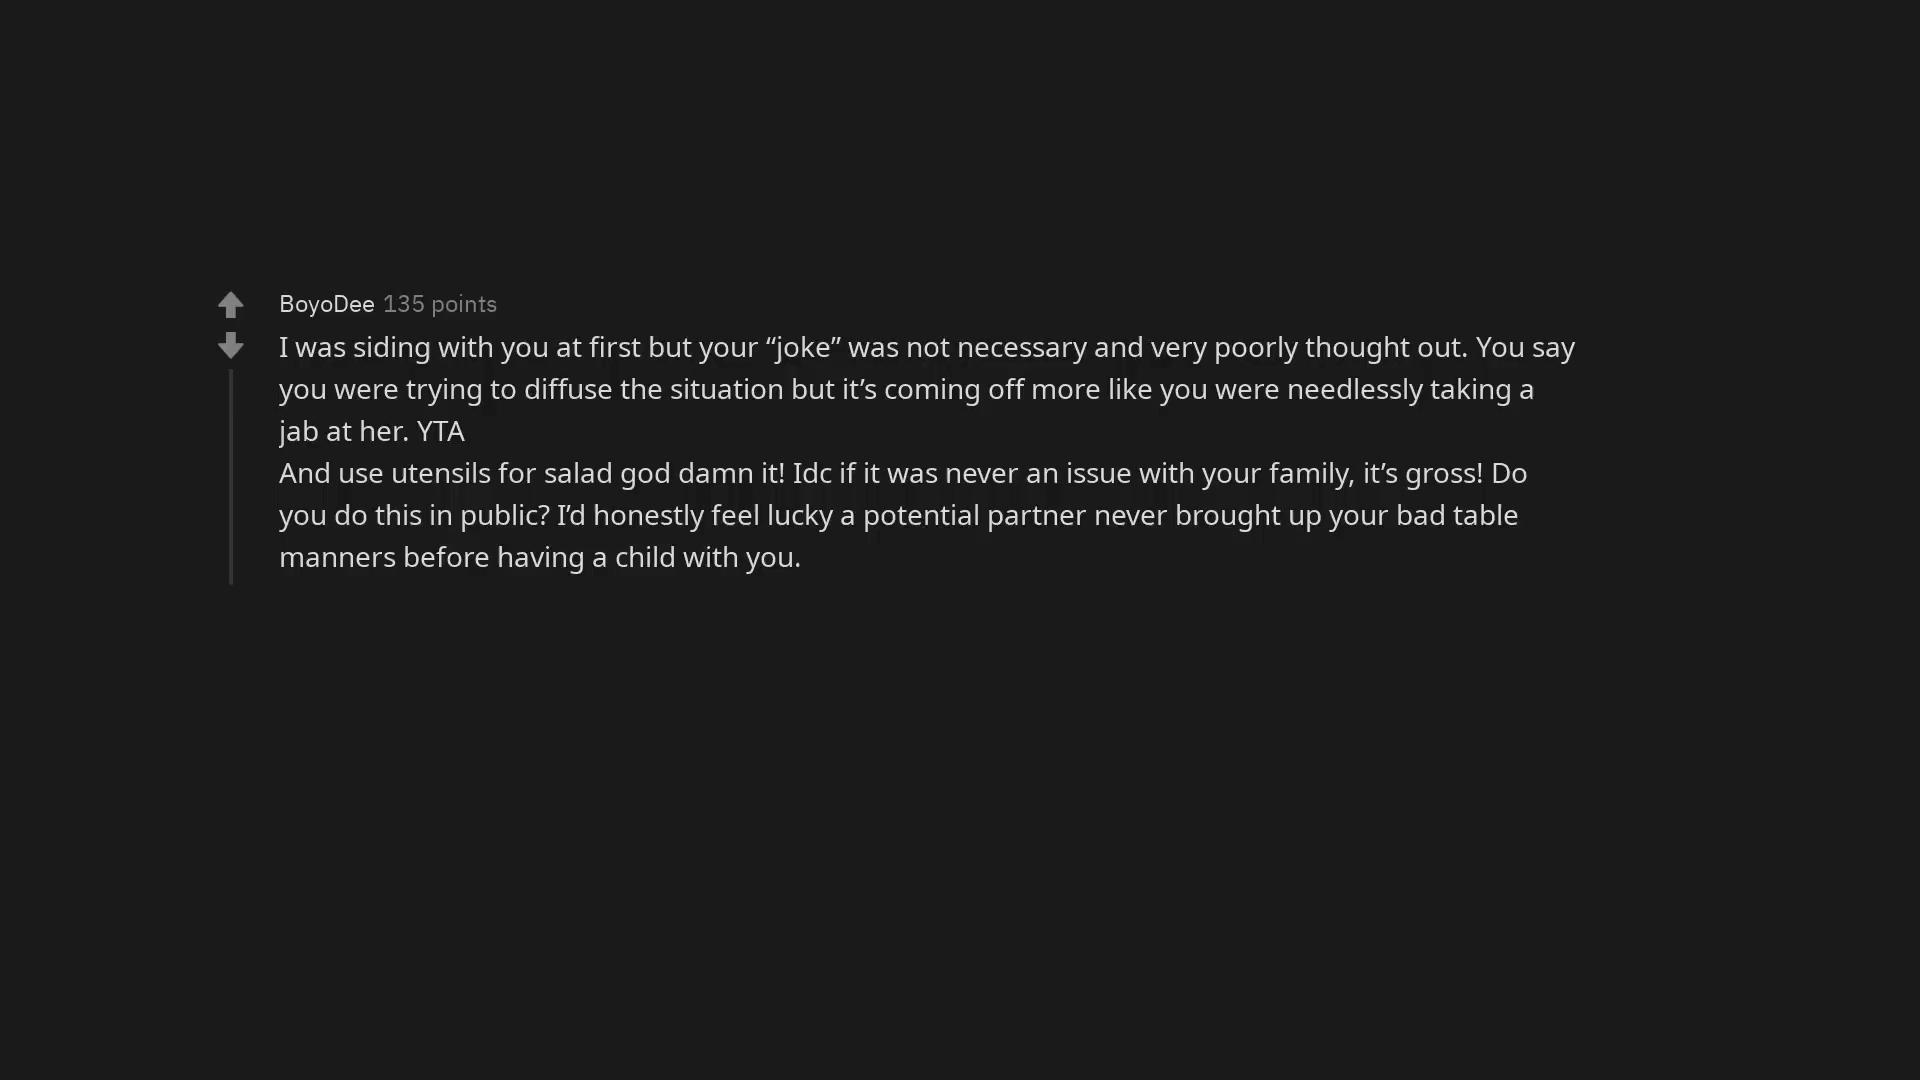 BoyoDee 135 points
I was siding with you at first but your “joke” was not necessary and very poorly thought out. You say
you were trying to diffuse the situation but it’s coming off more like you were needlessly taking a
jab at her. YTA
And use utensils for salad god damn it! Idc if it was never an issue with your family, it’s gross! Do
you do this in public? I’d honestly feel lucky a potential partner never brought up your bad table
manners before having a child with you.